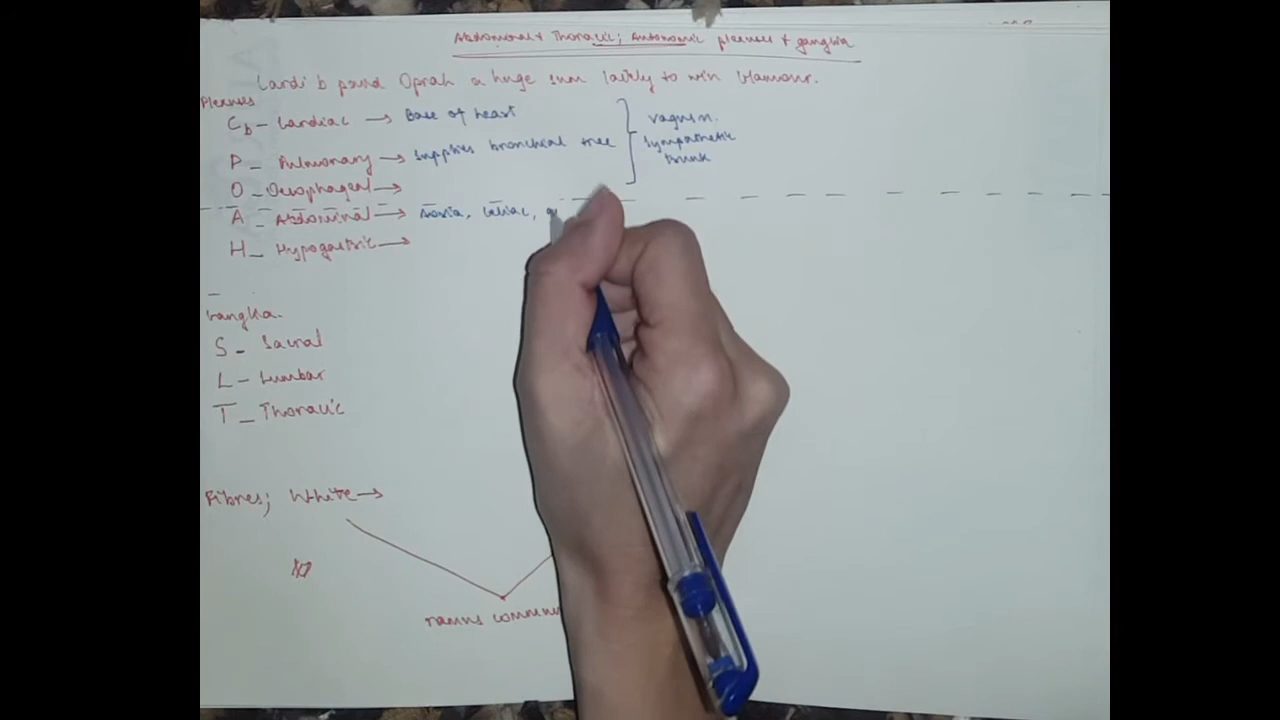 Abdominal & Thoracic; Autonomic plexuses & ganglia
Cardi b paid Oprah a huge sum lately to win Glamour.
Plexuses
Cb - Cardiac → Base of heart
P - Pulmonary → supplies bronchial tree
vagus n.
sympathetic trunk
O - Oesophageal →
A - Abdominal → Aorta, Celiac,
H - Hypogastric →
Ganglia.
S - Sacral
L - Lumbar
T - Thoracic
Fibres; White →
ramus